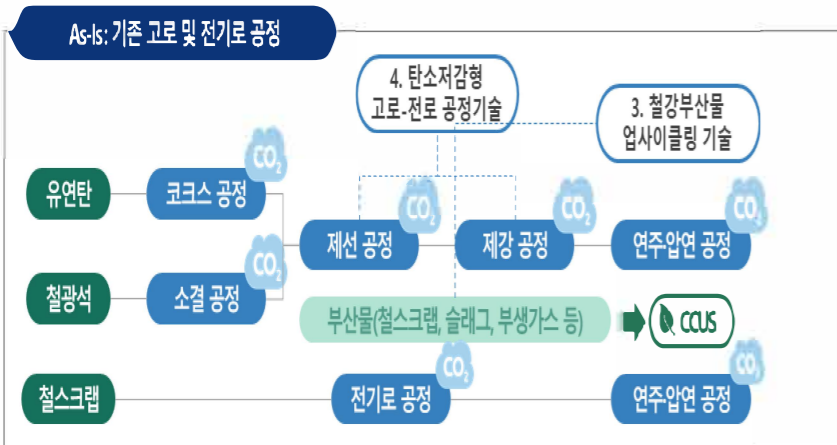 As-Is: 기존 고로 및 전기로 공정
4. 탄소저감형
고로-전로 공정기술
3. 철강부산물
업사이클링 기술
유연탄
코크스 공정
CO2
제선 공정
CO2
제강 공정
CO2
연주압연 공정
CO2
철광석
소결 공정
CO2
부산물(철스크랩, 슬래그, 부생가스 등)
CCUS
철스크랩
전기로 공정
CO2
연주압연 공정
CO2